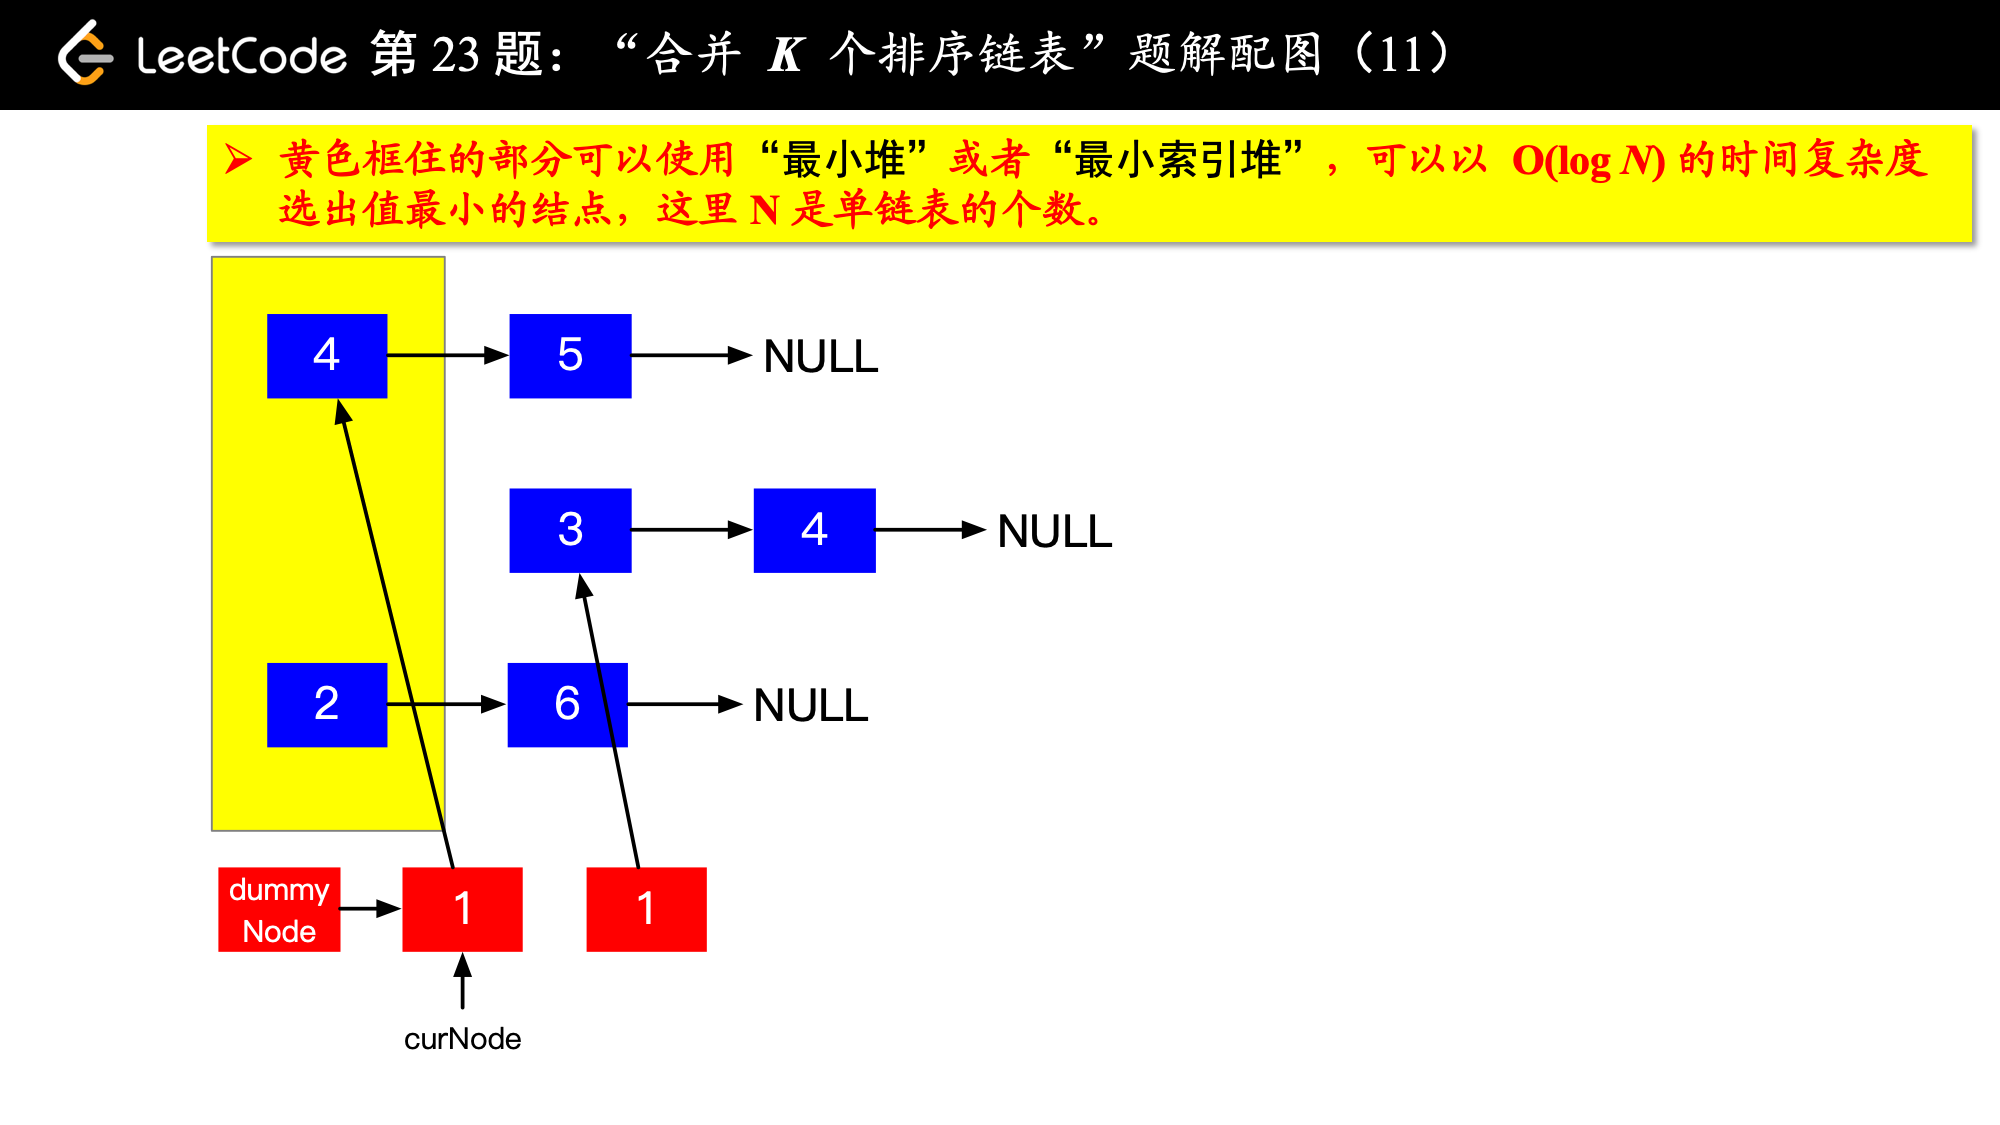 LeetCode 第 23 题：“合并 K 个排序链表”题解配图（11）
➢ 黄色框住的部分可以使用“最小堆”或者“最小索引堆”，可以以 O(log N) 的时间复杂度
选出值最小的结点，这里 N 是单链表的个数。
4 5 NULL
3 4 NULL
2 6 NULL
dummy
Node
1 1
curNode